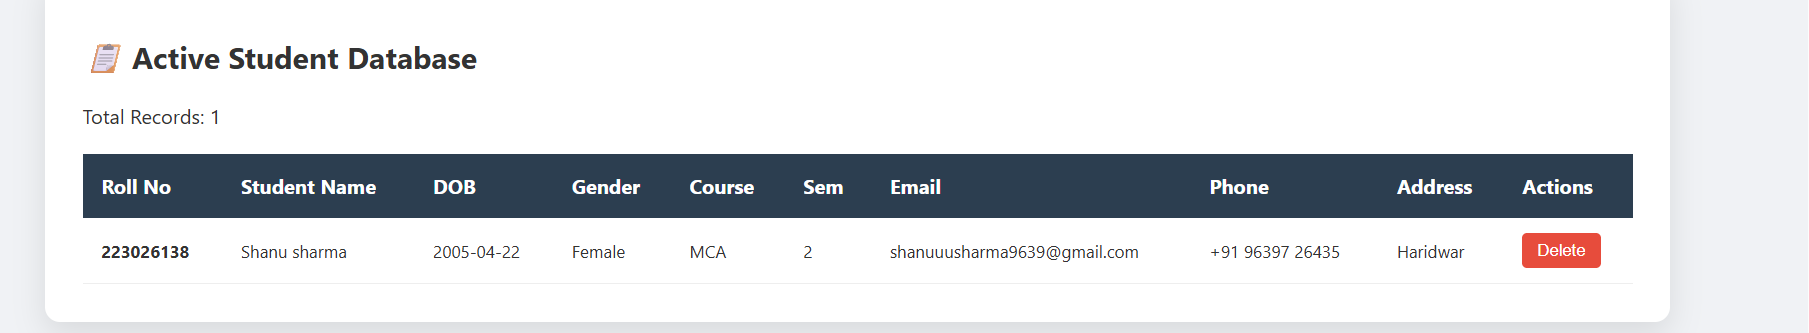 Active Student Database
Total Records: 1
Roll No Student Name DOB Gender Course Sem Email Phone Address Actions
223026138 Shanu sharma 2005-04-22 Female MCA 2 shanuuusharma9639@gmail.com +91 96397 26435 Haridwar Delete